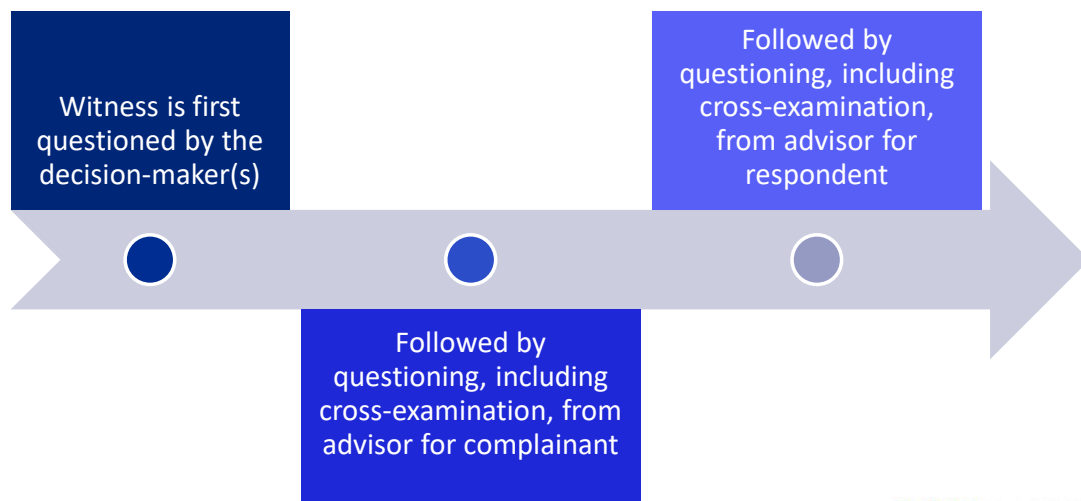 Witness is first
questioned by the
decision-maker(s)
Followed by
questioning, including
cross-examination, from
advisor for complainant
Followed by
questioning, including
cross-examination,
from advisor for
respondent